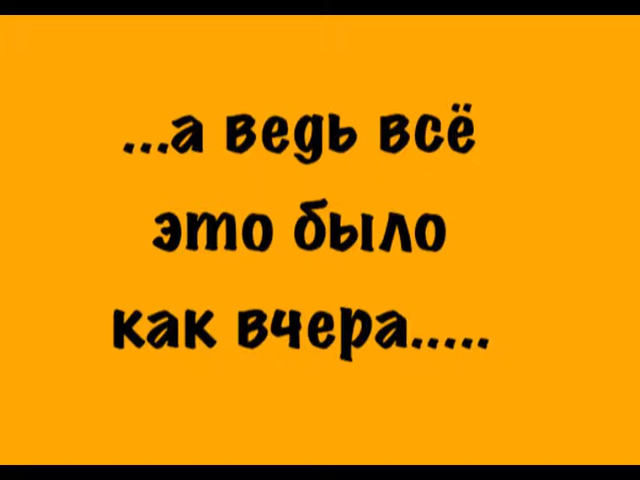 ...а ведь всё
это было
как вчера.....